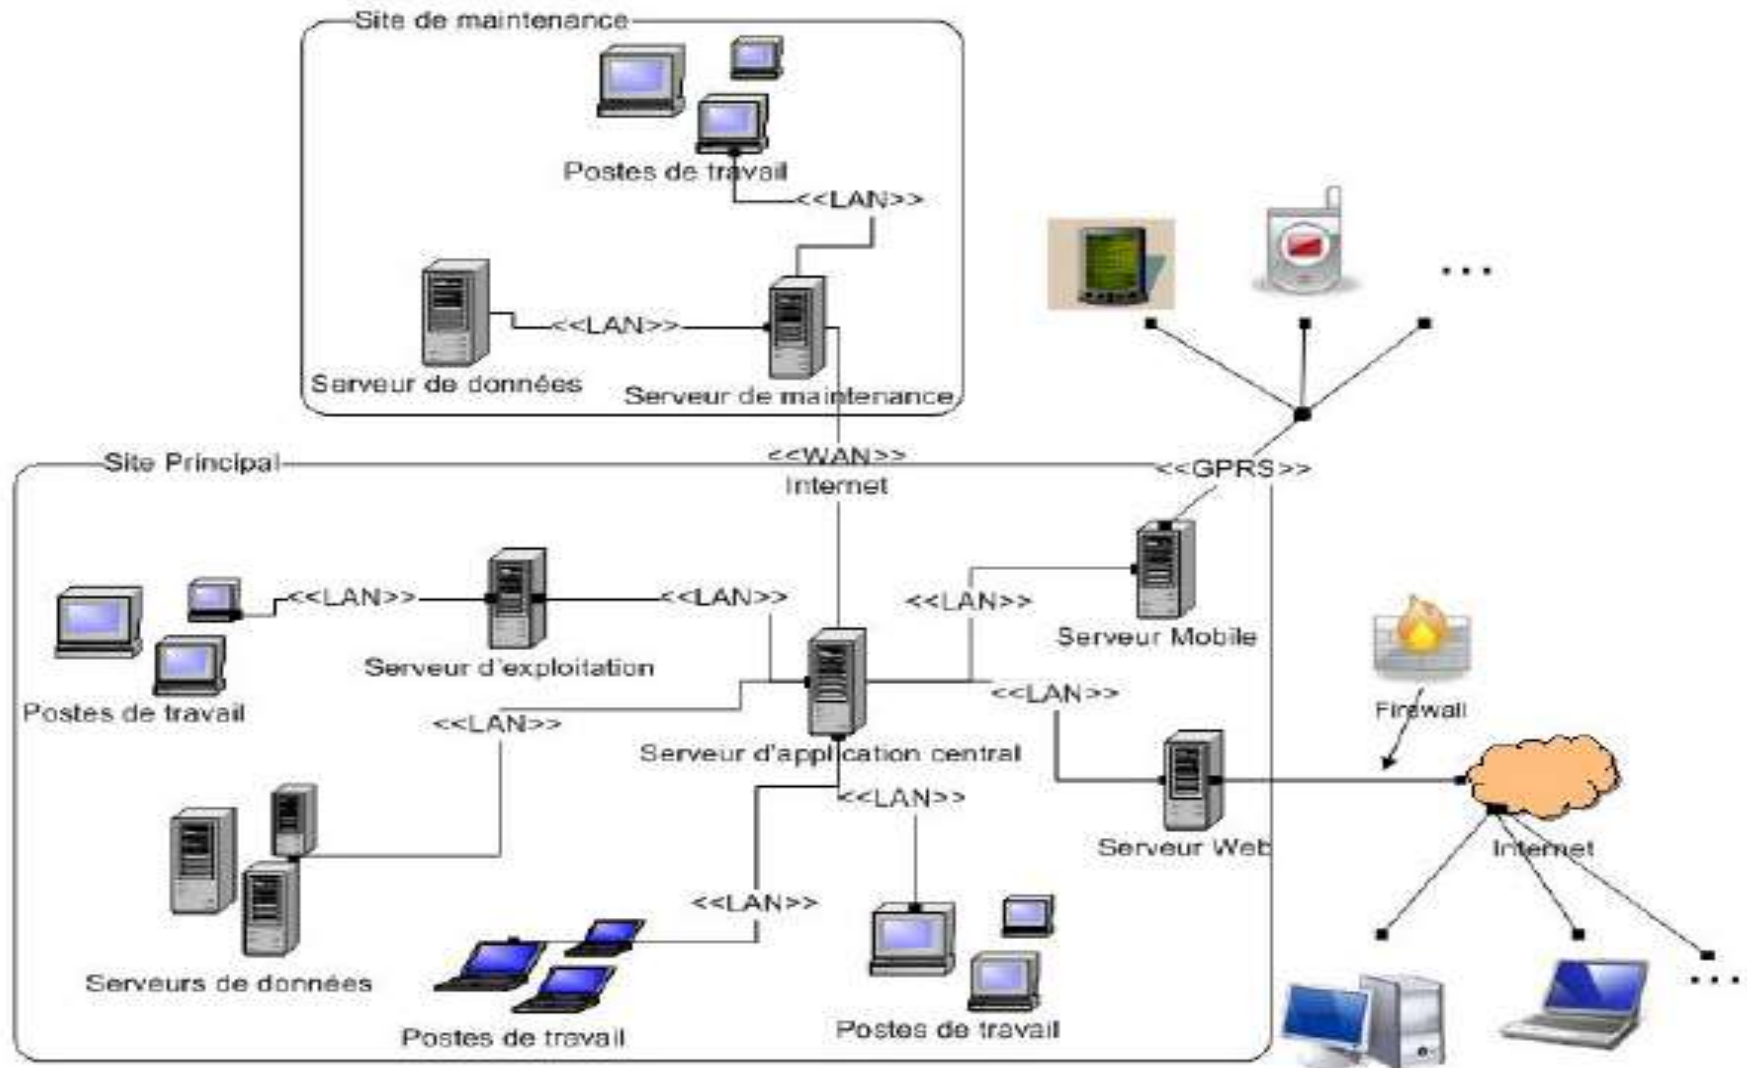 Site de maintenance
Postes de travail
<<LAN>>
<<LAN>>
Serveur de données
Serveur de maintenance
<<WAN>>
Internet
Site Principal
<<GPRS>>
...
<<LAN>>
<<LAN>>
<<LAN>>
Serveur Mobile
Serveur d'exploitation
Postes de travail
<<LAN>>
<<LAN>>
Firewall
Serveur d'application central
<<LAN>>
Serveur Web
Internet
<<LAN>>
Serveurs de données
Postes de travail
Postes de travail
...